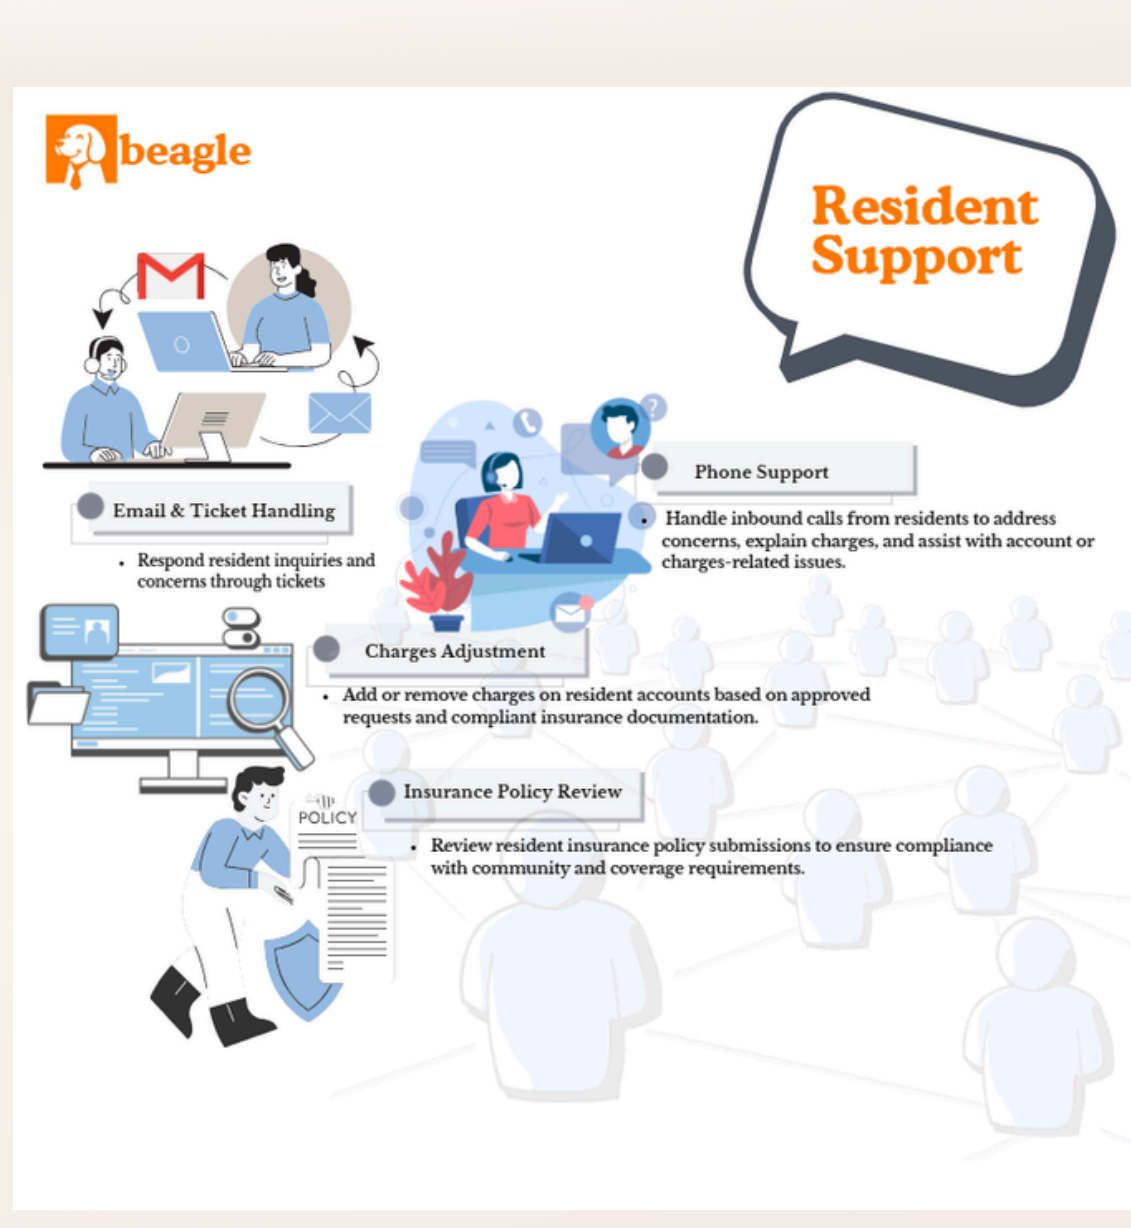 beagle
Resident
Support
Email & Ticket Handling
• Respond resident inquiries and
concerns through tickets
?
Phone Support
• Handle inbound calls from residents to address
concerns, explain charges, and assist with account or
charges-related issues.
Charges Adjustment
• Add or remove charges on resident accounts based on approved
requests and compliant insurance documentation.
POLICY
Insurance Policy Review
• Review resident insurance policy submissions to ensure compliance
with community and coverage requirements.